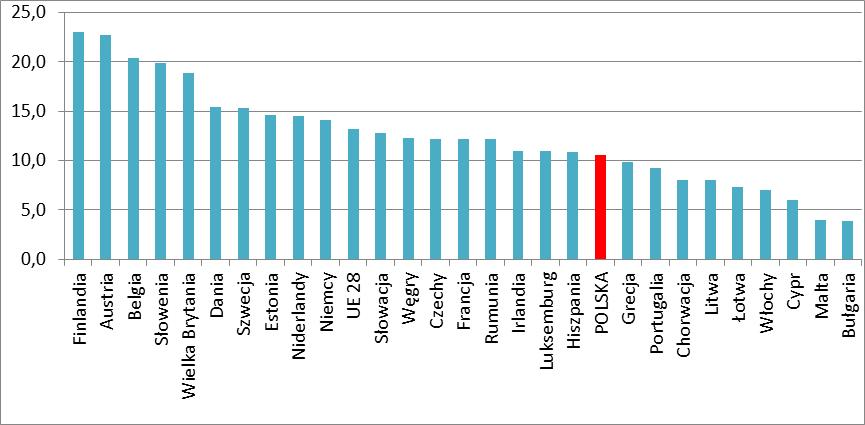 25,0
20,0
15,0
10,0
5,0
0,0
Finlandia
Austria
Belgia
Słowenia
Wielka Brytania
Dania
Szwecja
Estonia
Niderlandy
Niemcy
UE 28
Słowacja
Węgry
Czechy
Francja
Rumunia
Irlandia
Luksemburg
Hiszpania
POLSKA
Grecja
Portugalia
Chorwacja
Litwa
Łotwa
Włochy
Cypr
Malta
Bułgaria